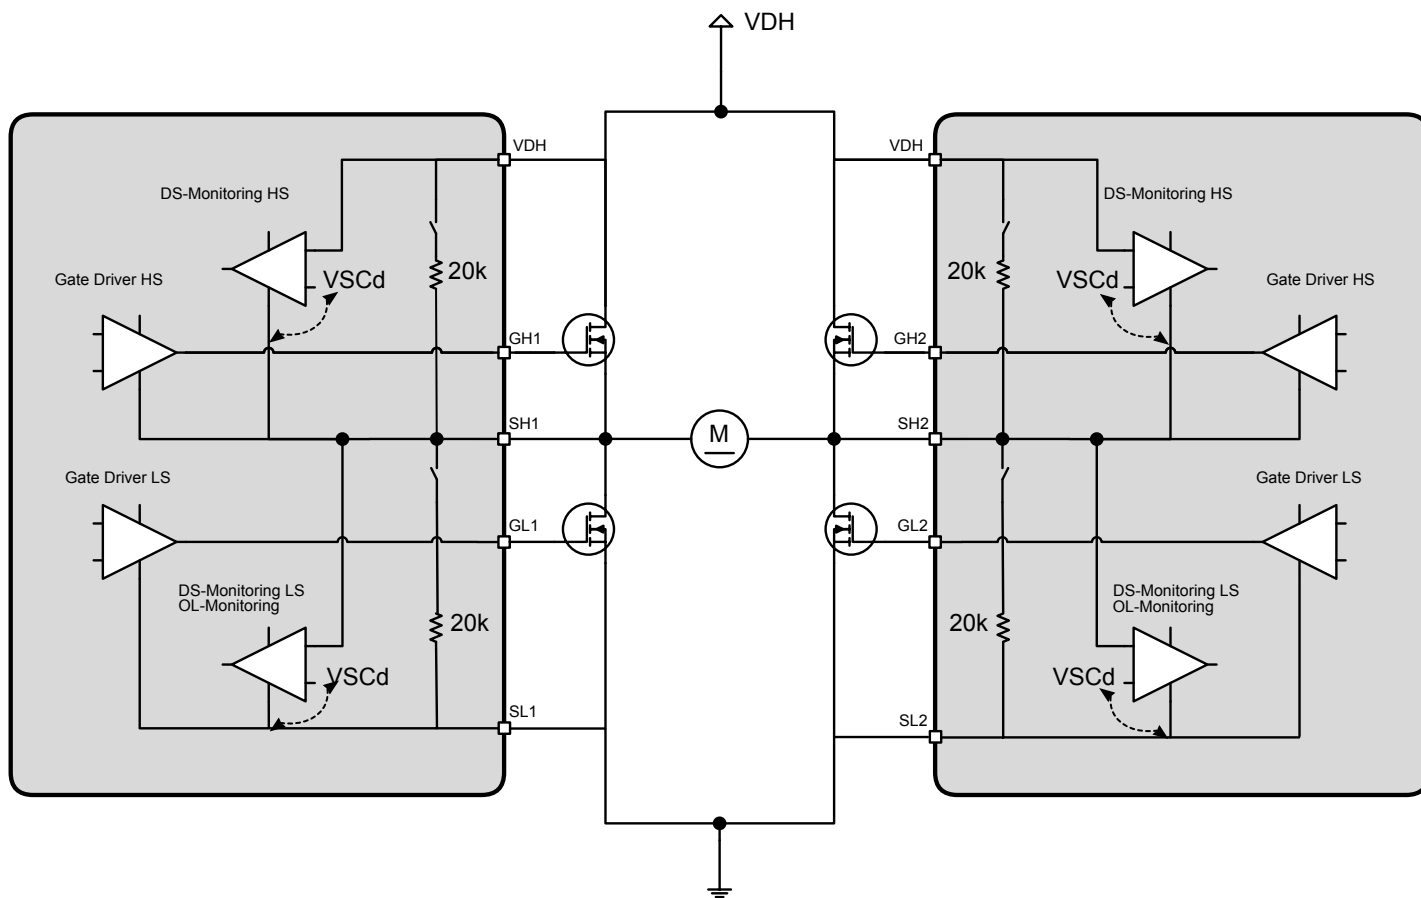 VDH
VDH
VDH
DS-Monitoring HS
DS-Monitoring HS
VSCd
20k
20k
VSCd
Gate Driver HS
Gate Driver HS
GH1
GH2
SH1
M
SH2
Gate Driver LS
Gate Driver LS
GL1
GL2
DS-Monitoring LS
OL-Monitoring
DS-Monitoring LS
OL-Monitoring
20k
20k
VSCd
VSCd
SL1
SL2